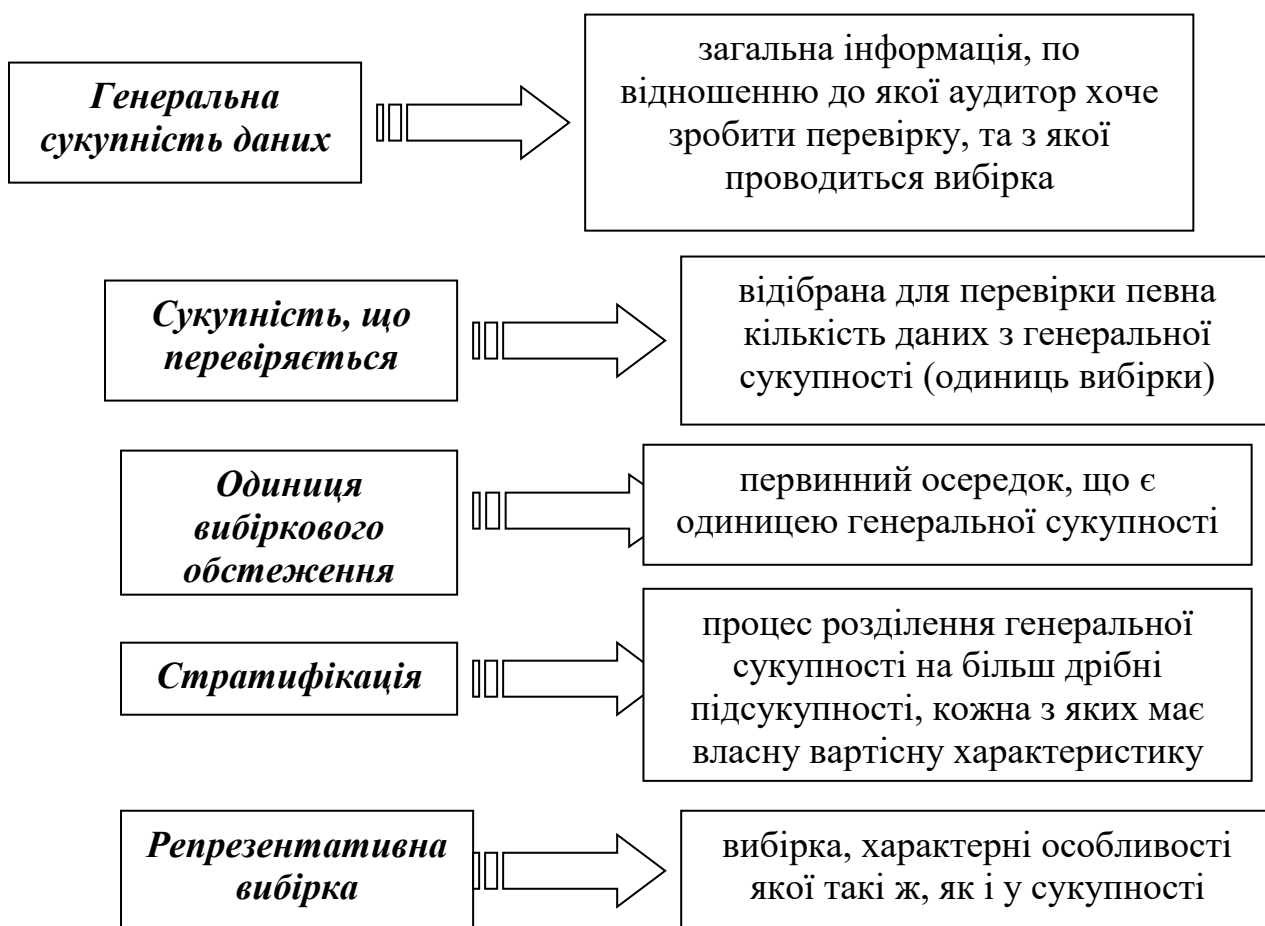 Генеральна
сукупність даних
загальна інформація, по
відношенню до якої аудитор хоче
зробити перевірку, та з якої
проводиться вибірка
Сукупність, що
перевіряється
відібрана для перевірки певна
кількість даних з генеральної
сукупності (одиниць вибірки)
Одиниця
вибіркового
обстеження
первинний осередок, що є
одиницею генеральної сукупності
Стратифікація
процес розділення генеральної
сукупності на більш дрібні
підсукупності, кожна з яких має
власну вартісну характеристику
Репрезентативна
вибірка
вибірка, характерні особливості
якої такі ж, як і у сукупності